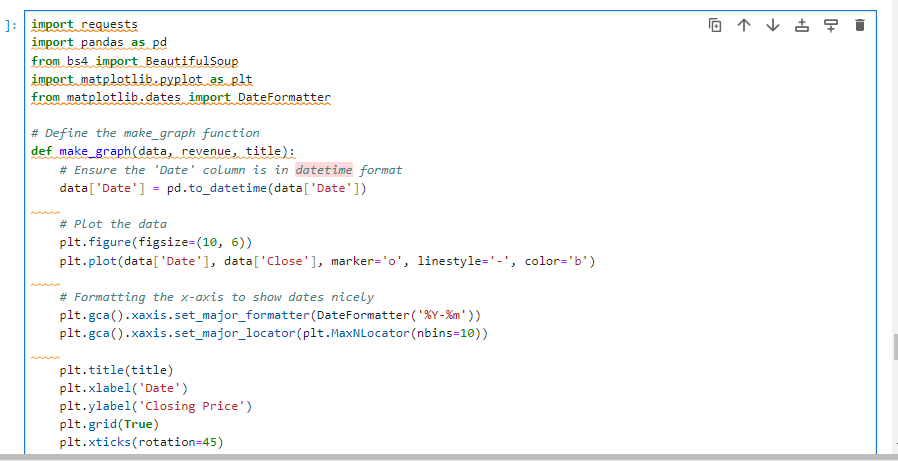 ]:
import requests
import pandas as pd
from bs4 import BeautifulSoup
import matplotlib.pyplot as plt
from matplotlib.dates import DateFormatter
# Define the make_graph function
def make_graph(data, revenue, title):
# Ensure the 'Date' column is in datetime format
data['Date'] = pd.to_datetime(data['Date'])
# Plot the data
plt.figure(figsize=(10, 6))
plt.plot(data['Date'], data['Close'], marker='o', linestyle='-', color='b')
# Formatting the x-axis to show dates nicely
plt.gca().xaxis.set_major_formatter(DateFormatter('%Y-%m'))
plt.gca().xaxis.set_major_locator(plt.MaxNLocator(nbins=10))
plt.title(title)
plt.xlabel('Date')
plt.ylabel('Closing Price')
plt.grid(True)
plt.xticks(rotation=45)